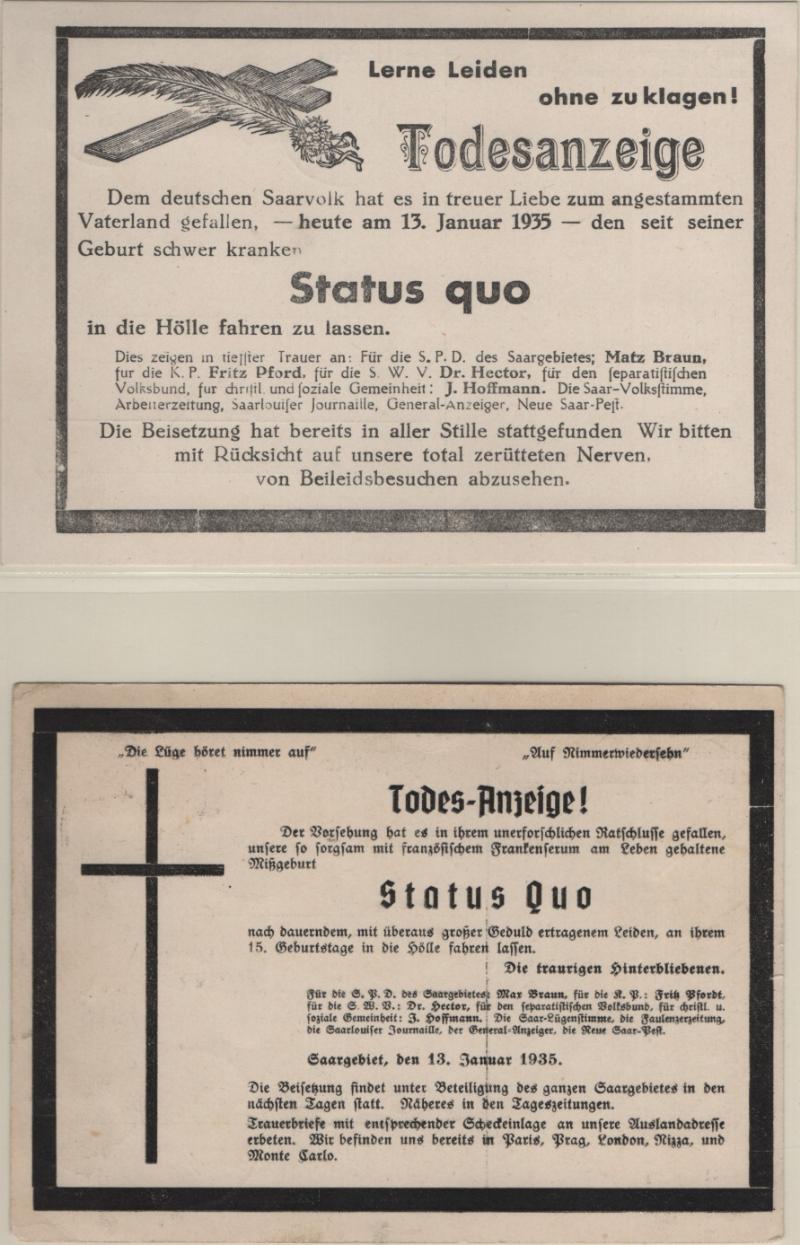 Lerne Leiden
ohne zu klagen!
Todesanzeige
Dem deutschen Saarvolk hat es in treuer Liebe zum angestammten
Vaterland gefallen, — heute am 13. Januar 1935 — den seit seiner
Geburt schwer kranken
Status quo
in die Hölle fahren zu lassen.
Dies zeigen in tiefſter Trauer an: Für die S. P. D. des Saargebietes; Matz Braun,
fur die K. P. Fritz Pford, für die S. W. V. Dr. Hector, für den ſeparatiſtiſchen
Volksbund, fur chriſtl. und ſoziale Gemeinheit: J. Hoffmann. Die Saar-Volksſtimme,
Arbeiterzeitung, Saarlouiſer Journaille, General-Anzeiger, Neue Saar-Peſt.
Die Beisetzung hat bereits in aller Stille stattgefunden Wir bitten
mit Rücksicht auf unsere total zerütteten Nerven,
von Beileidsbesuchen abzusehen.
„Die Lüge höret nimmer auf“
„Auf Nimmerwiederſehn“
Todes-Anzeige!
Der Vorſehung hat es in ihrem unerforſchlichen Ratſchluſſe gefallen,
unſere ſo ſorgſam mit franzöſiſchem Frankenſerum am Leben gehaltene
Mißgeburt
Status Quo
nach dauerndem, mit überaus großer Geduld ertragenem Leiden, an ihrem
15. Geburtstage in die Hölle fahren laſſen.
Die traurigen Hinterbliebenen.
Für die S. P. D. des Saargebietes: Max Braun, für die K. P.: Fritz Pfordt,
für die S. W. V.: Dr. Hector, für den ſeparatiſtiſchen Volksbund, für chriſtl. u.
ſoziale Gemeinheit: J. Hoffmann. Die Saar-Lügenſtimme, die Faulenzerzeitung,
die Saarlouiſer Journaille, der General-Anzeiger, die Neue Saar-Peſt.
Saargebiet, den 13. Januar 1935.
Die Beiſetzung findet unter Beteiligung des ganzen Saargebietes in den
nächſten Tagen ſtatt. Näheres in den Tageszeitungen.
Trauerbriefe mit entſprechender Scheckeinlage an unſere Auslandadreſſe
erbeten. Wir befinden uns bereits in Paris, Prag, London, Nizza, und
Monte Carlo.